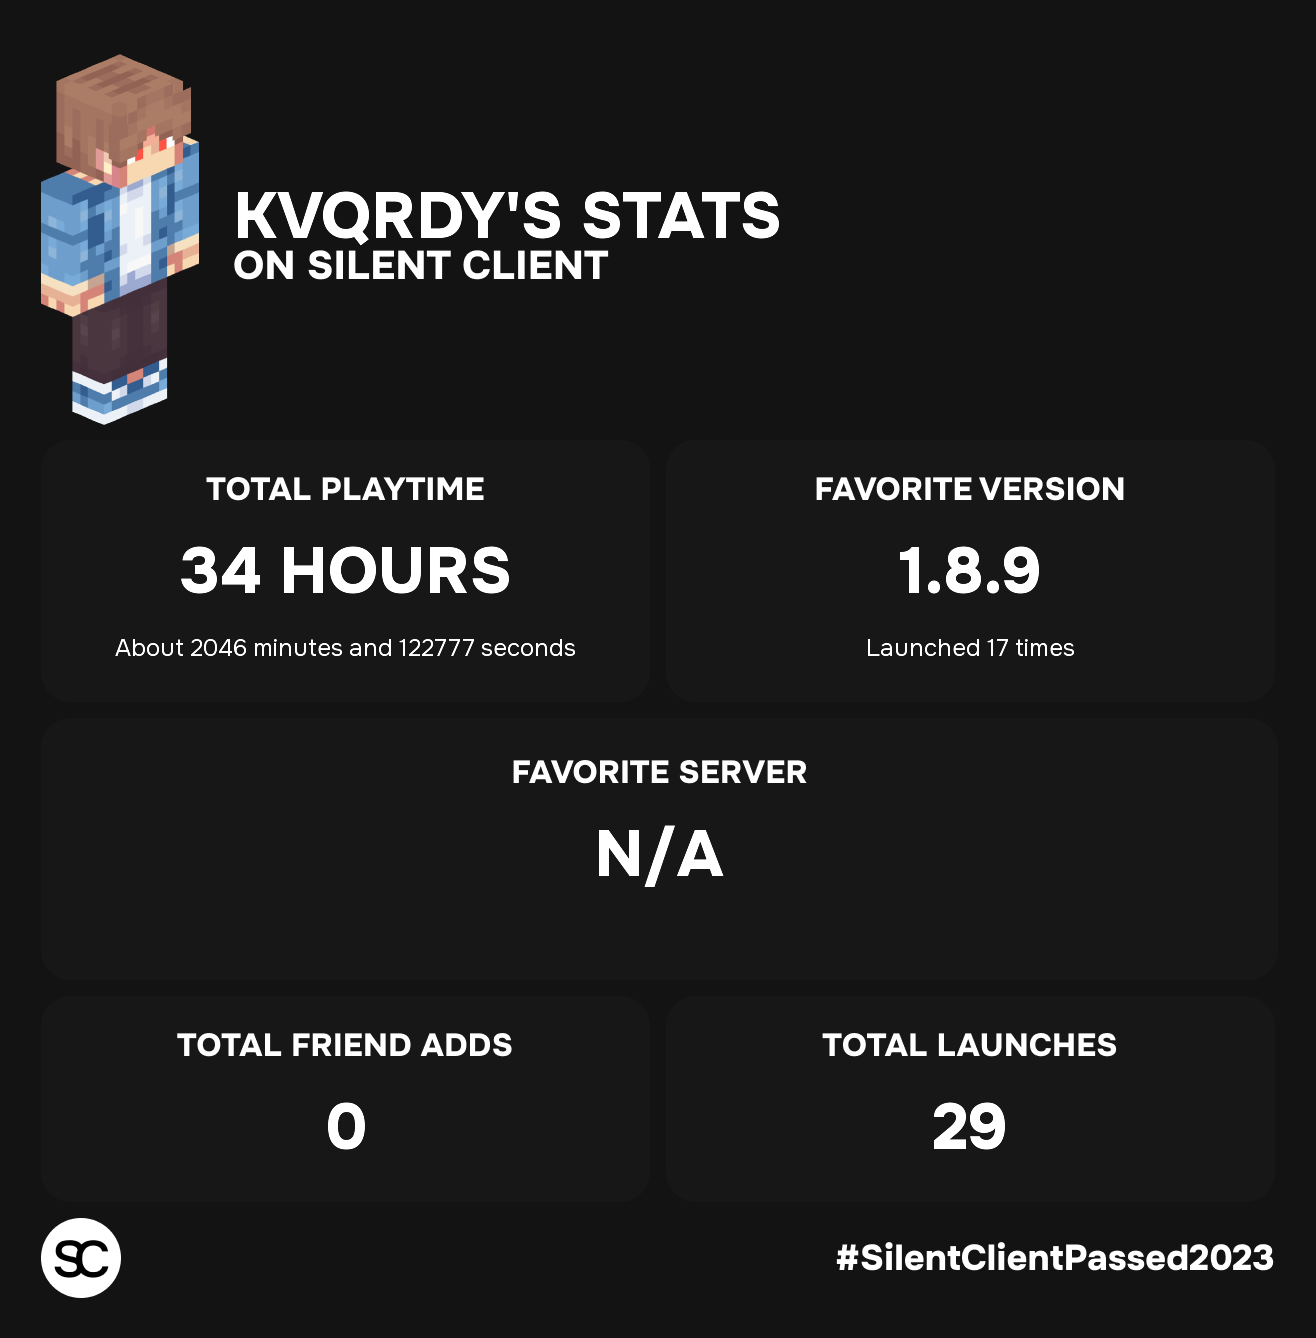 KVQRDY'S STATS
ON SILENT CLIENT
TOTAL PLAYTIME
34 HOURS
About 2046 minutes and 122777 seconds
FAVORITE VERSION
1.8.9
Launched 17 times
FAVORITE SERVER
N/A
TOTAL FRIEND ADDS
0
TOTAL LAUNCHES
29
SC
#SilentClientPassed2023